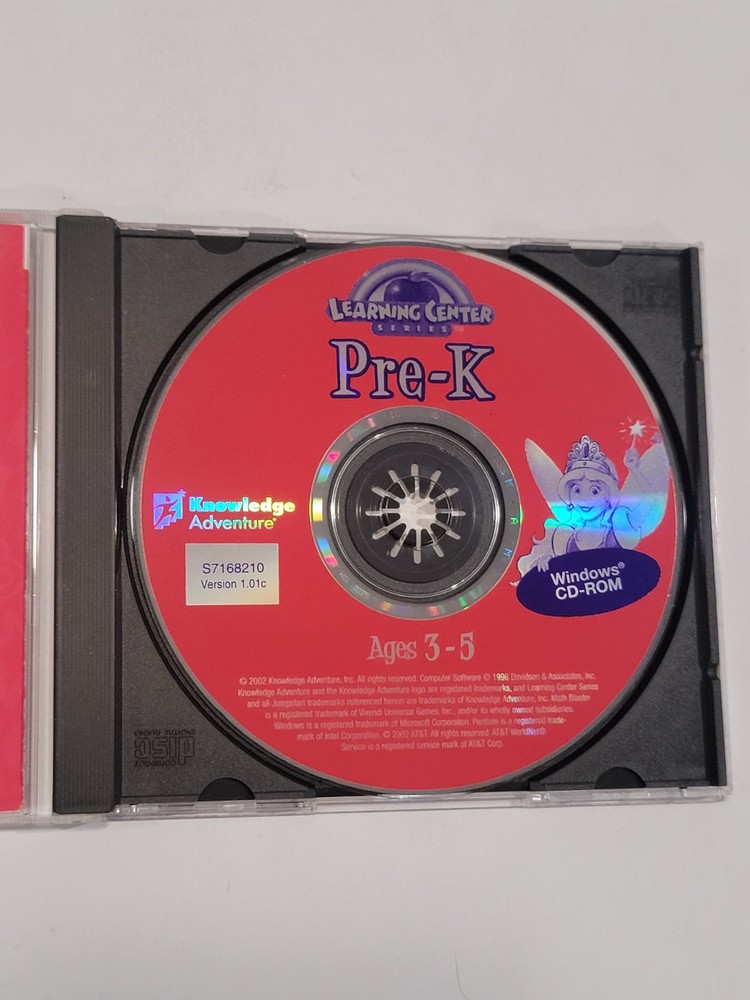 LEARNING CENTER
SERIES™
Pre-K
Knowledge
Adventure®
S7168210
Version 1.01c
Windows®
CD-ROM
Ages 3-5
© 2002 Knowledge Adventure, Inc. All rights reserved. Computer Software © 1996 Davidson & Associates, Inc.
Knowledge Adventure and the Knowledge Adventure logo are registered trademarks, and Learning Center Series
and all Jumpstart trademarks referenced herein are trademarks of Knowledge Adventure, Inc. Math Blaster
is a registered trademark of Vivendi Universal Games, Inc., and/or its wholly owned subsidiaries.
Windows is a registered trademark of Microsoft Corporation. Pentium is a registered trade-
mark of Intel Corporation. © 2002 AT&T. All rights reserved. AT&T WorldNet®
Service is a registered service mark of AT&T Corp.
COMPACT
disc
DIGITAL AUDIO